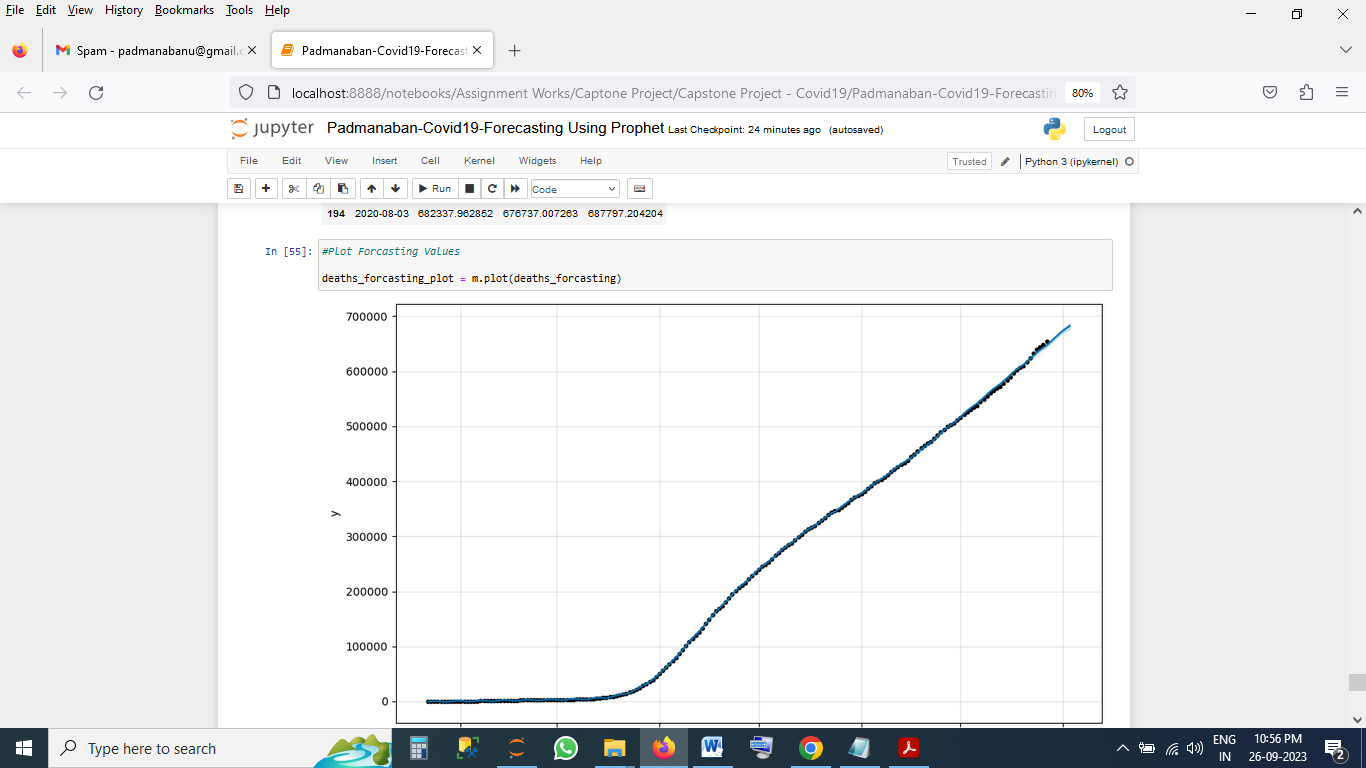 File Edit View History Bookmarks Tools Help
Spam - padmanabanu@gmail.c
Padmanaban-Covid19-Forecast
localhost:8888/notebooks/Assignment Works/Captone Project/Capstone Project - Covid19/Padmanaban-Covid19-Forecastin 80%
jupyter Padmanaban-Covid19-Forecasting Using Prophet Last Checkpoint: 24 minutes ago (autosaved) Logout
File Edit View Insert Cell Kernel Widgets Help Trusted Python 3 (ipykernel)
Run Code
194 2020-08-03 682337.962852 676737.007263 687797.204204
In [55]: #Plot Forcasting Values
deaths_forcasting_plot = m.plot(deaths_forcasting)
700000
600000
500000
400000
y
300000
200000
100000
0
Type here to search
W
ENG
IN
10:56 PM
26-09-2023
2